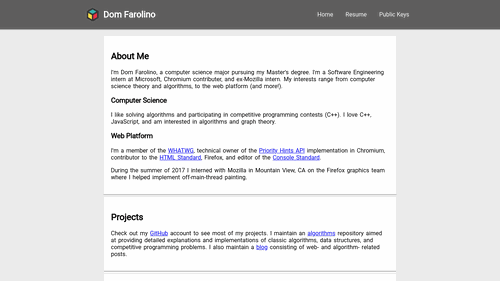 Dom Farolino
Home Resume Public Keys
About Me
I'm Dom Farolino, a computer science major pursuing my Master's degree. I'm a Software Engineering
intern at Microsoft, Chromium contributer, and ex-Mozilla intern. My interests range from computer
science theory and algorithms, to the web platform (and more!).
Computer Science
I like solving algorithms and participating in competitive programming contests (C++). I love C++,
JavaScript, and am interested in algorithms and graph theory.
Web Platform
I'm a member of the WHATWG, technical owner of the Priority Hints API implementation in Chromium,
contributor to the HTML Standard, Firefox, and editor of the Console Standard.
During the summer of 2017 I interned with Mozilla in Mountain View, CA on the Firefox graphics team
where I helped implement off-main-thread painting.
Projects
Check out my GitHub account to see most of my projects. I maintain an algorithms repository aimed
at providing detailed explanations and implementations of classic algorithms, data structures, and
competitive programming problems. I also maintain a blog consisting of web- and algorithm- related
posts.